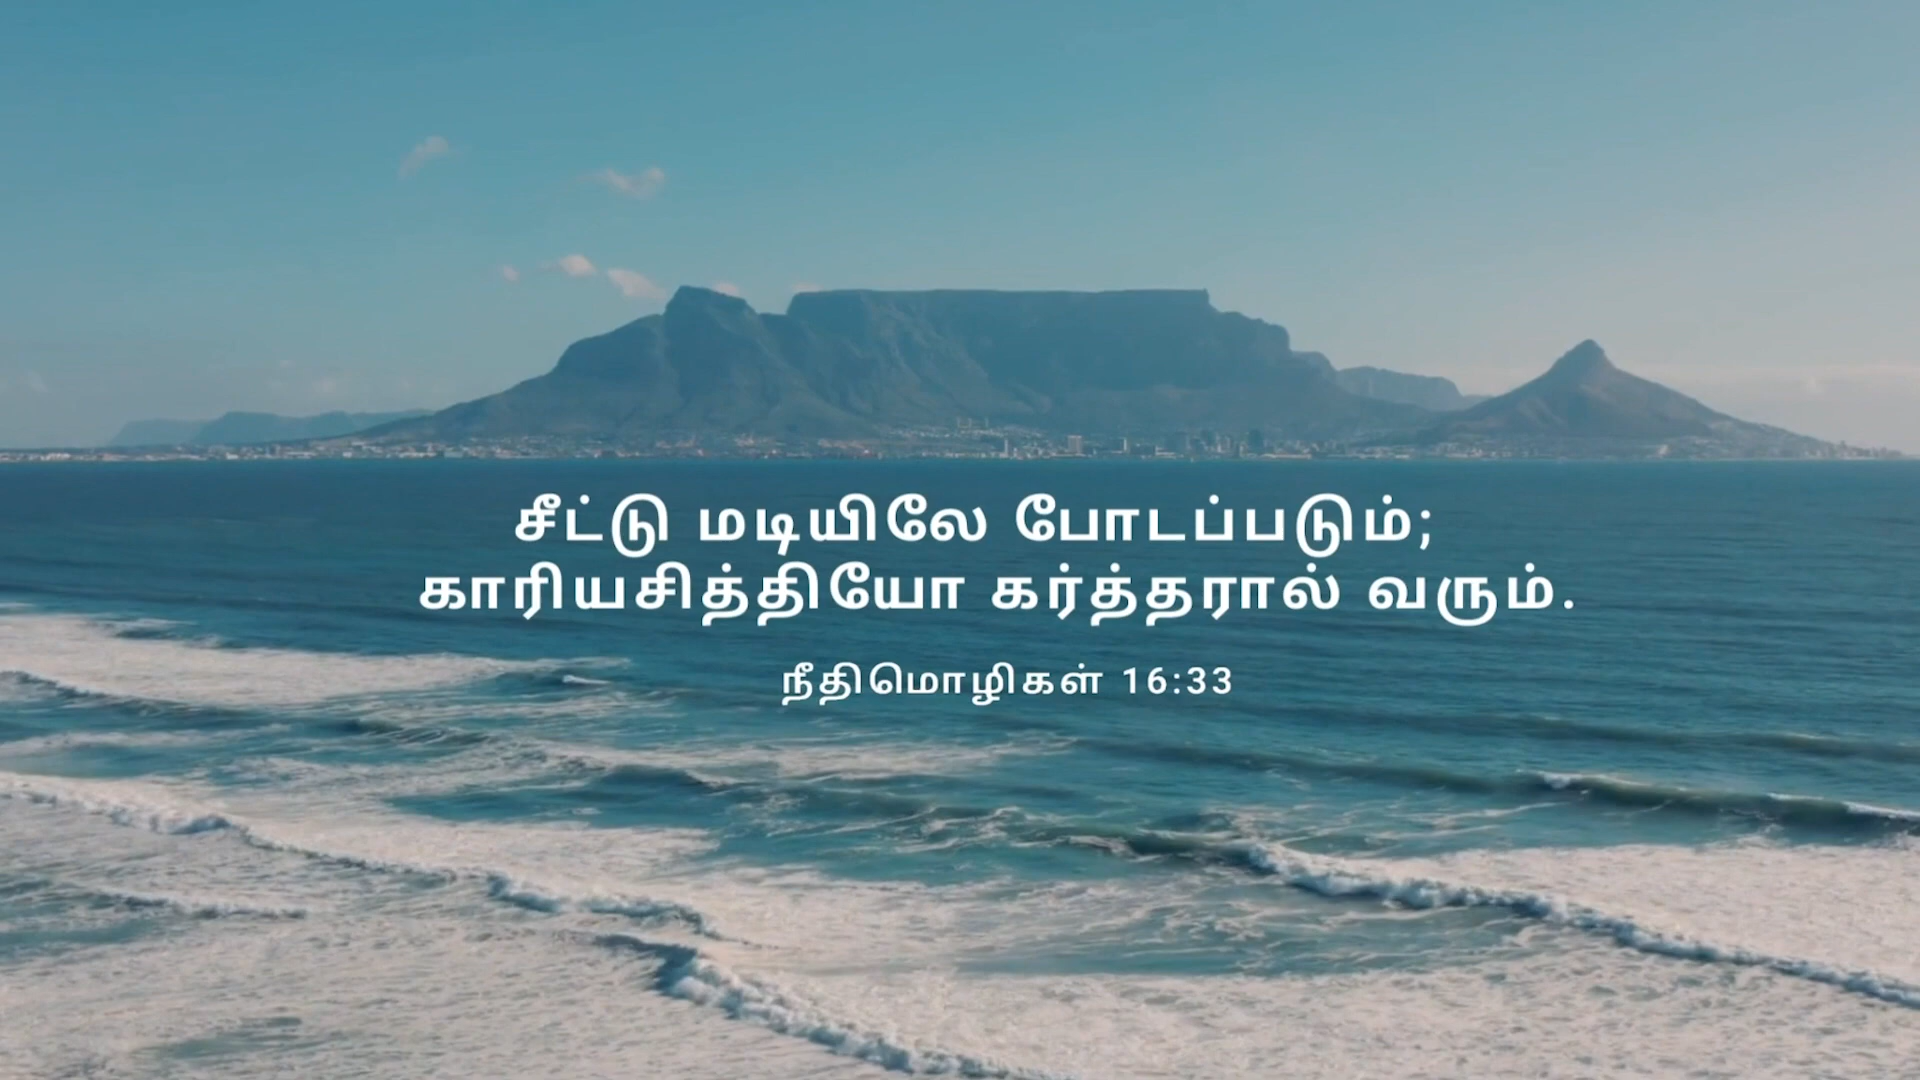 சீட்டு மடியிலே போடப்படும்;
காரியசித்தியோ கர்த்தரால் வரும்.
நீதிமொழிகள் 16:33